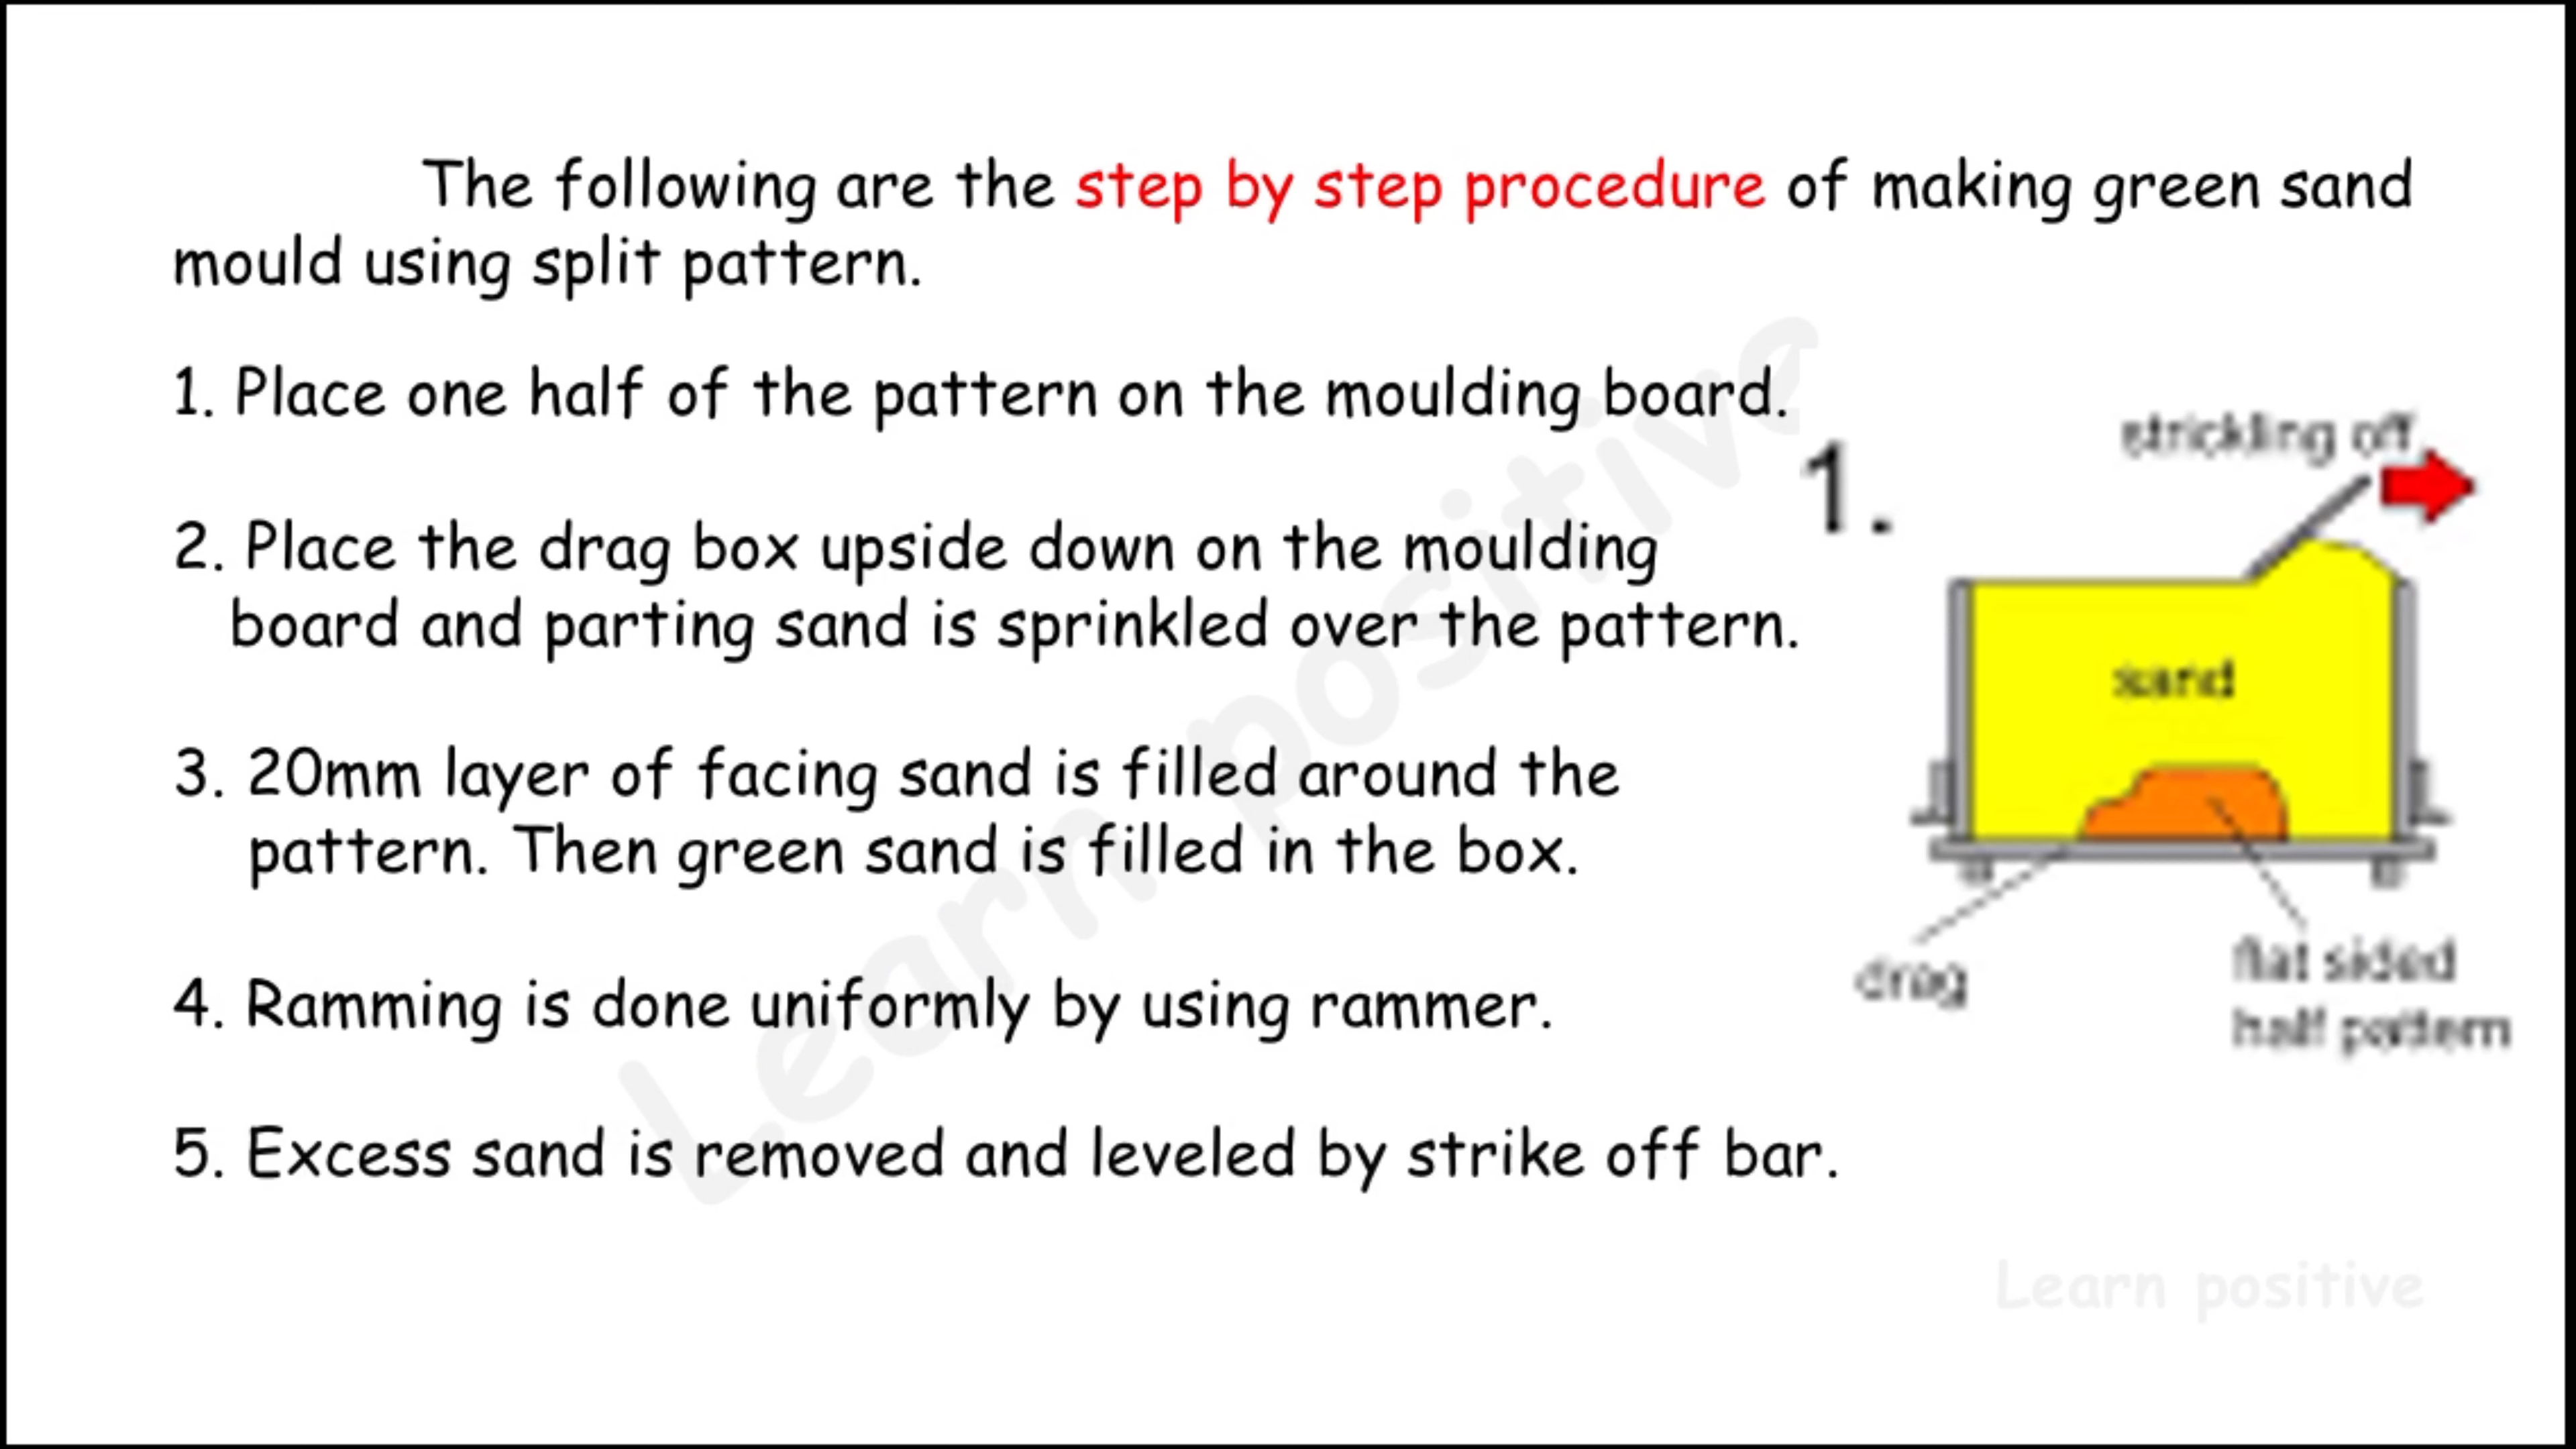 The following are the step by step procedure of making green sand
mould using split pattern.
1. Place one half of the pattern on the moulding board.
2. Place the drag box upside down on the moulding
board and parting sand is sprinkled over the pattern.
3. 20mm layer of facing sand is filled around the
pattern. Then green sand is filled in the box.
4. Ramming is done uniformly by using rammer.
5. Excess sand is removed and leveled by strike off bar.
1.
strickling off
sand
drag
flat sided
half pattern
Learn positive
Learn positive